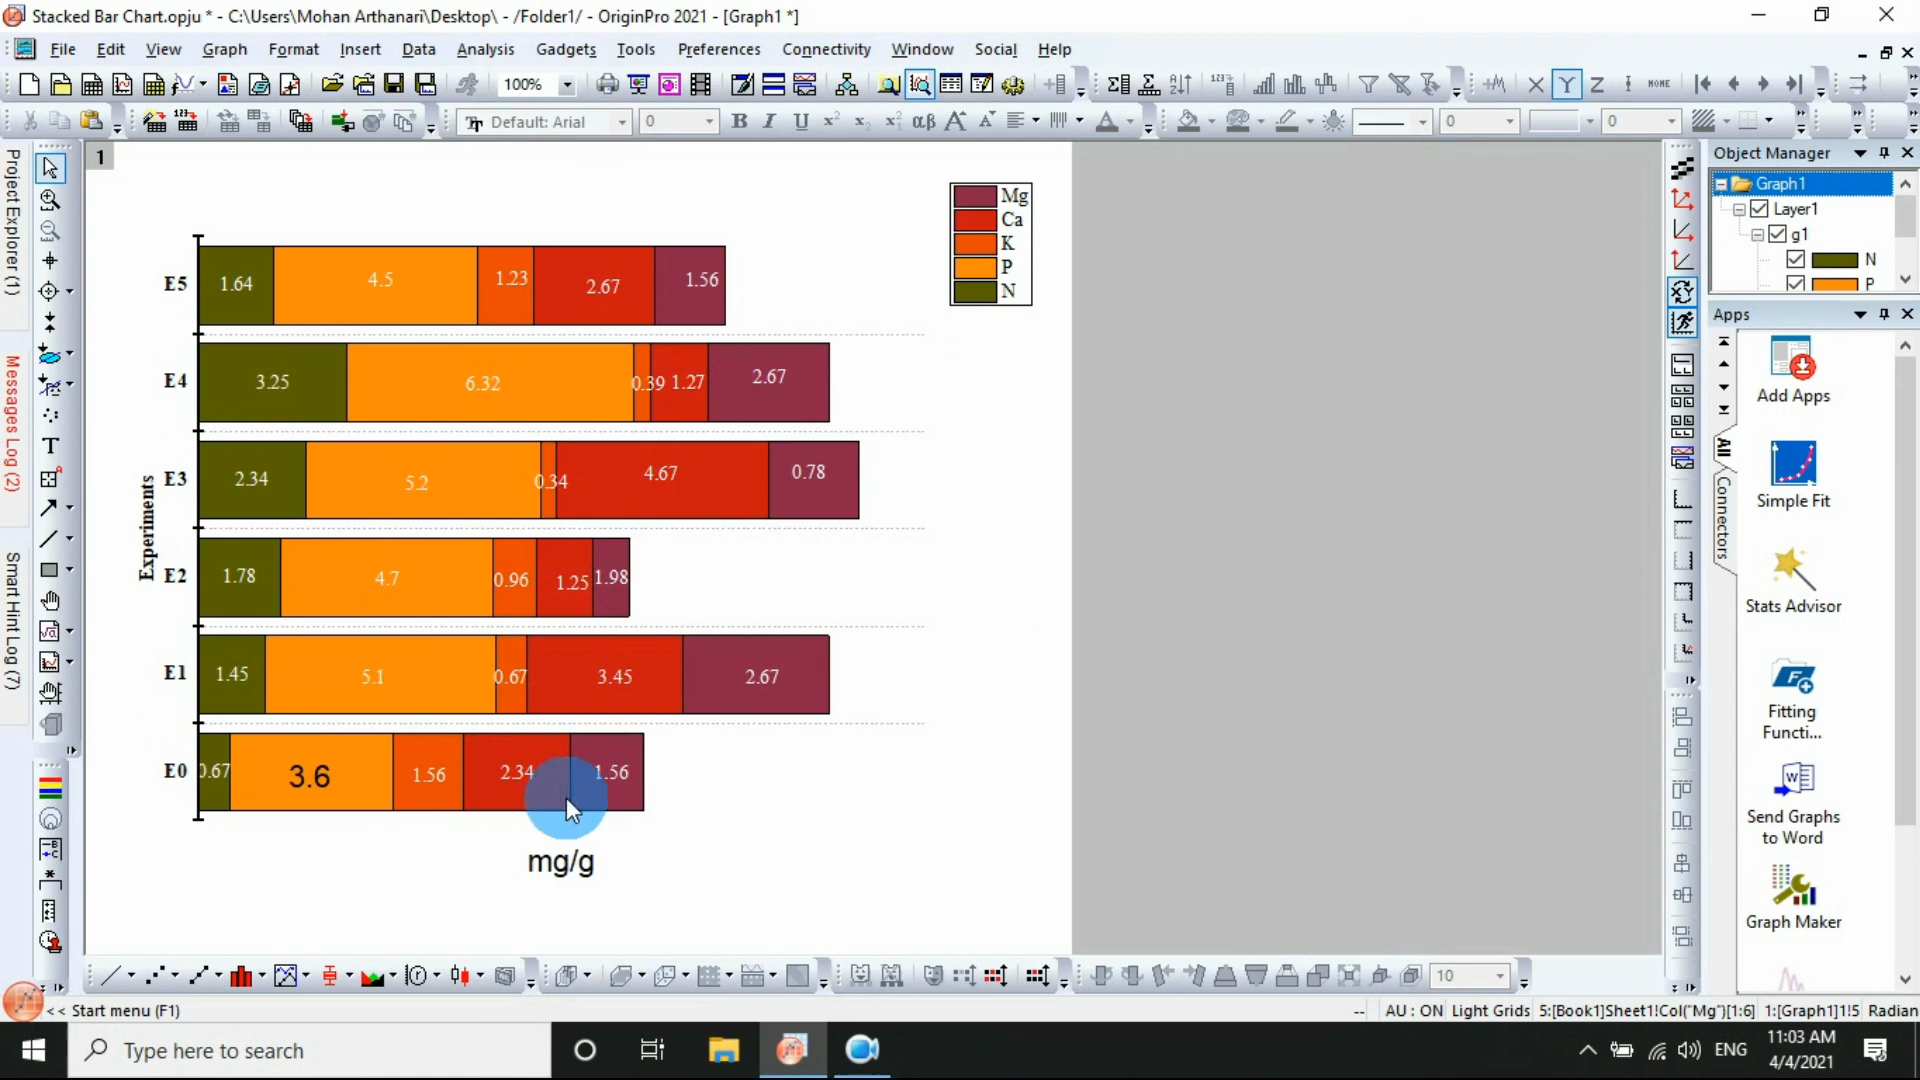 Stacked Bar Chart.opju * - C:\Users\Mohan Arthanari\Desktop\ - /Folder1/ - OriginPro 2021 - [Graph1 *]
File Edit View Graph Format Insert Data Analysis Gadgets Tools Preferences Connectivity Window Social Help
100%
X Y Z HOME
Default: Arial 0 B I U αβ A A 0 0
Project Explorer (1)
Messages Log (2)
Smart Hint Log (7)
1
Mg
Ca
K
P
N
E5 1.64 4.5 1.23 2.67 1.56
E4 3.25 6.32 0.39 1.27 2.67
E3 2.34 5.2 0.34 4.67 0.78
E2 1.78 4.7 0.96 1.25 1.98
E1 1.45 5.1 0.67 3.45 2.67
E0 0.67 3.6 1.56 2.34 1.56
Experiments
mg/g
Object Manager
Graph1
Layer1
g1
N
P
Apps
All
Connectors
Add Apps
Simple Fit
Stats Advisor
Fitting
Functi...
Send Graphs
to Word
Graph Maker
10
<< Start menu (F1)
-- AU : ON Light Grids 5:[Book1]Sheet1!Col("Mg")[1:6] 1:[Graph1]1!5 Radian
Type here to search
ENG
11:03 AM
4/4/2021